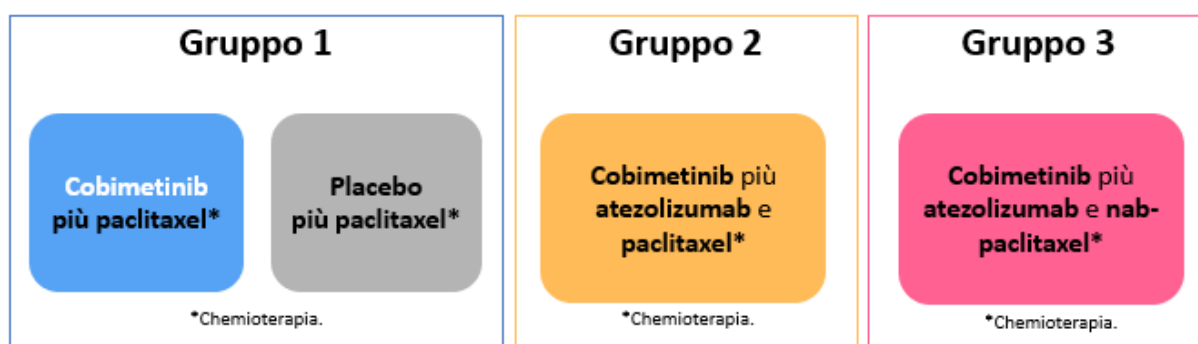 Gruppo 1
Cobimetinib
più paclitaxel*
Placebo
più paclitaxel*
*Chemioterapia.
Gruppo 2
Cobimetinib più
atezolizumab e
paclitaxel*
*Chemioterapia.
Gruppo 3
Cobimetinib più
atezolizumab e nab-
paclitaxel*
*Chemioterapia.